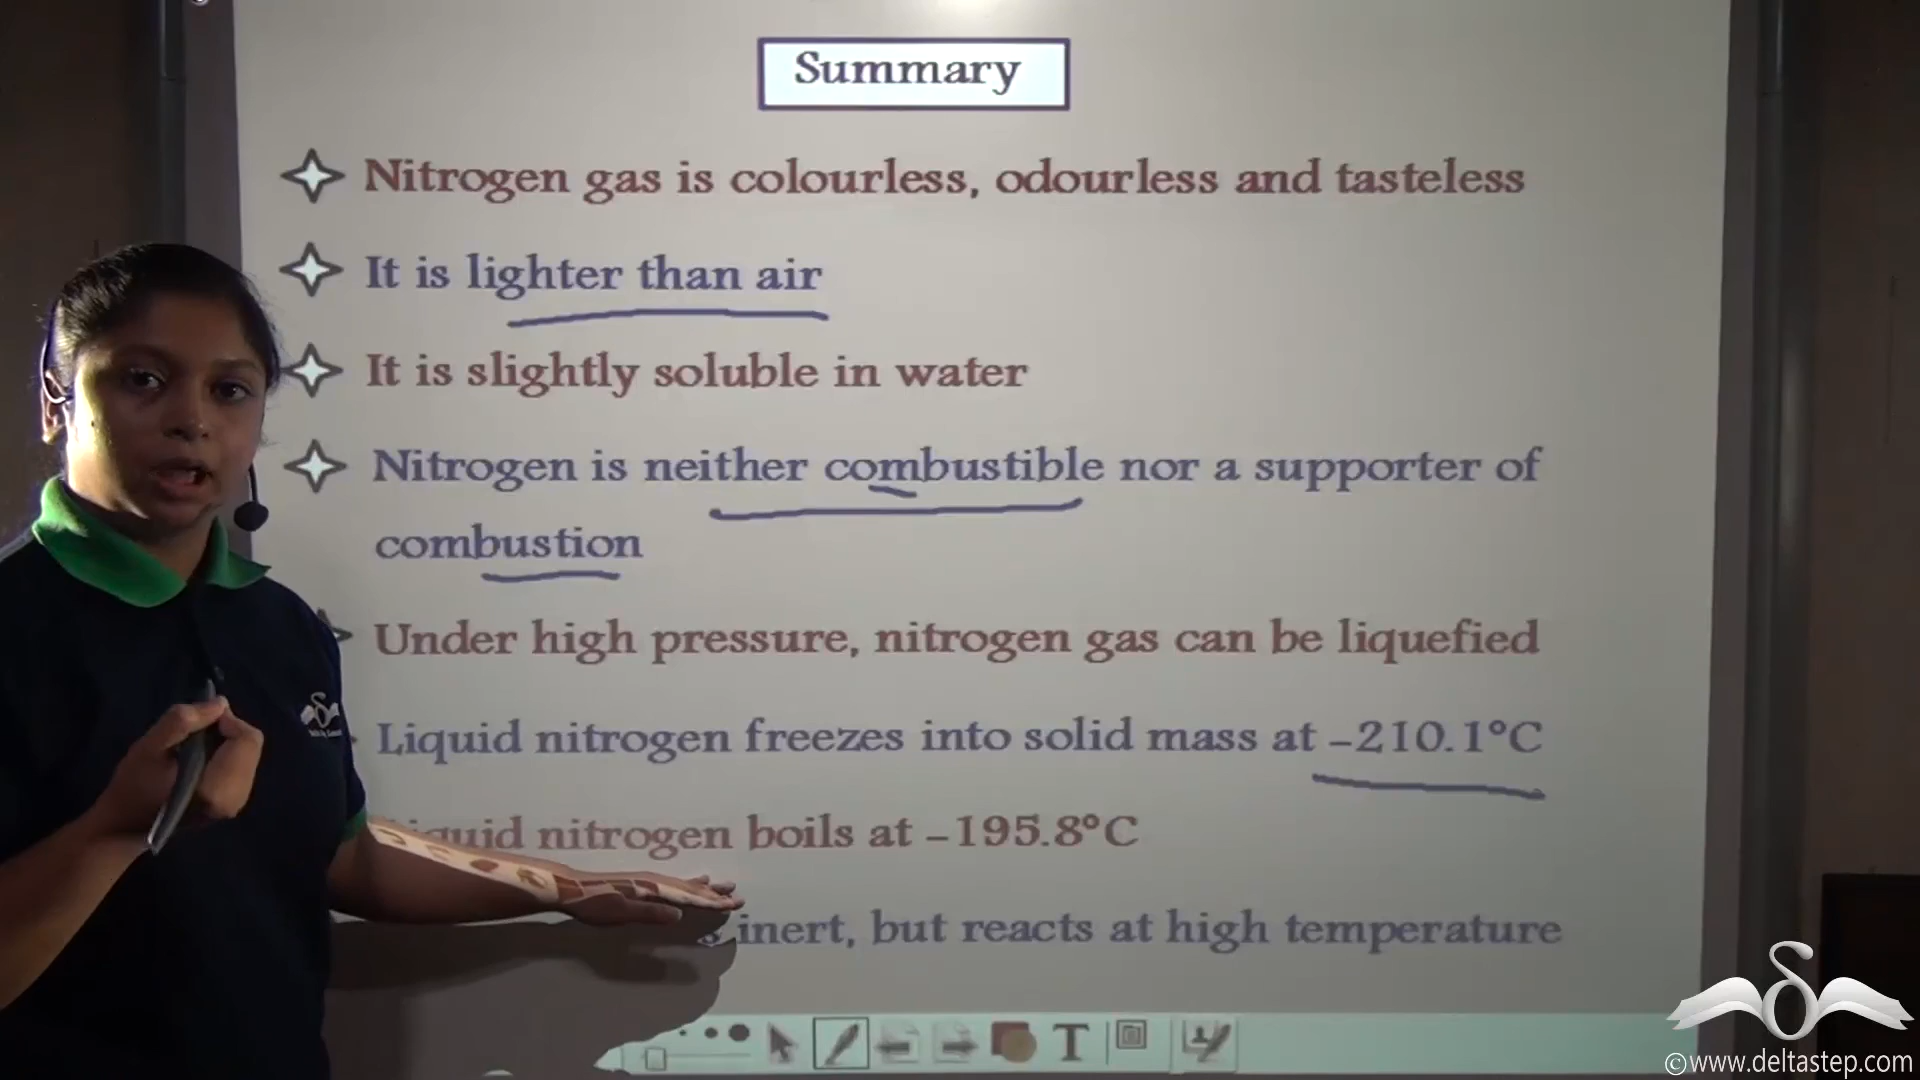 Summary
Nitrogen gas is colourless, odourless and tasteless
It is lighter than air
It is slightly soluble in water
Nitrogen is neither combustible nor a supporter of
combustion
Under high pressure, nitrogen gas can be liquefied
Liquid nitrogen freezes into solid mass at -210.1°C
Liquid nitrogen boils at -195.8°C
inert, but reacts at high temperature
T
©www.deltastep.com